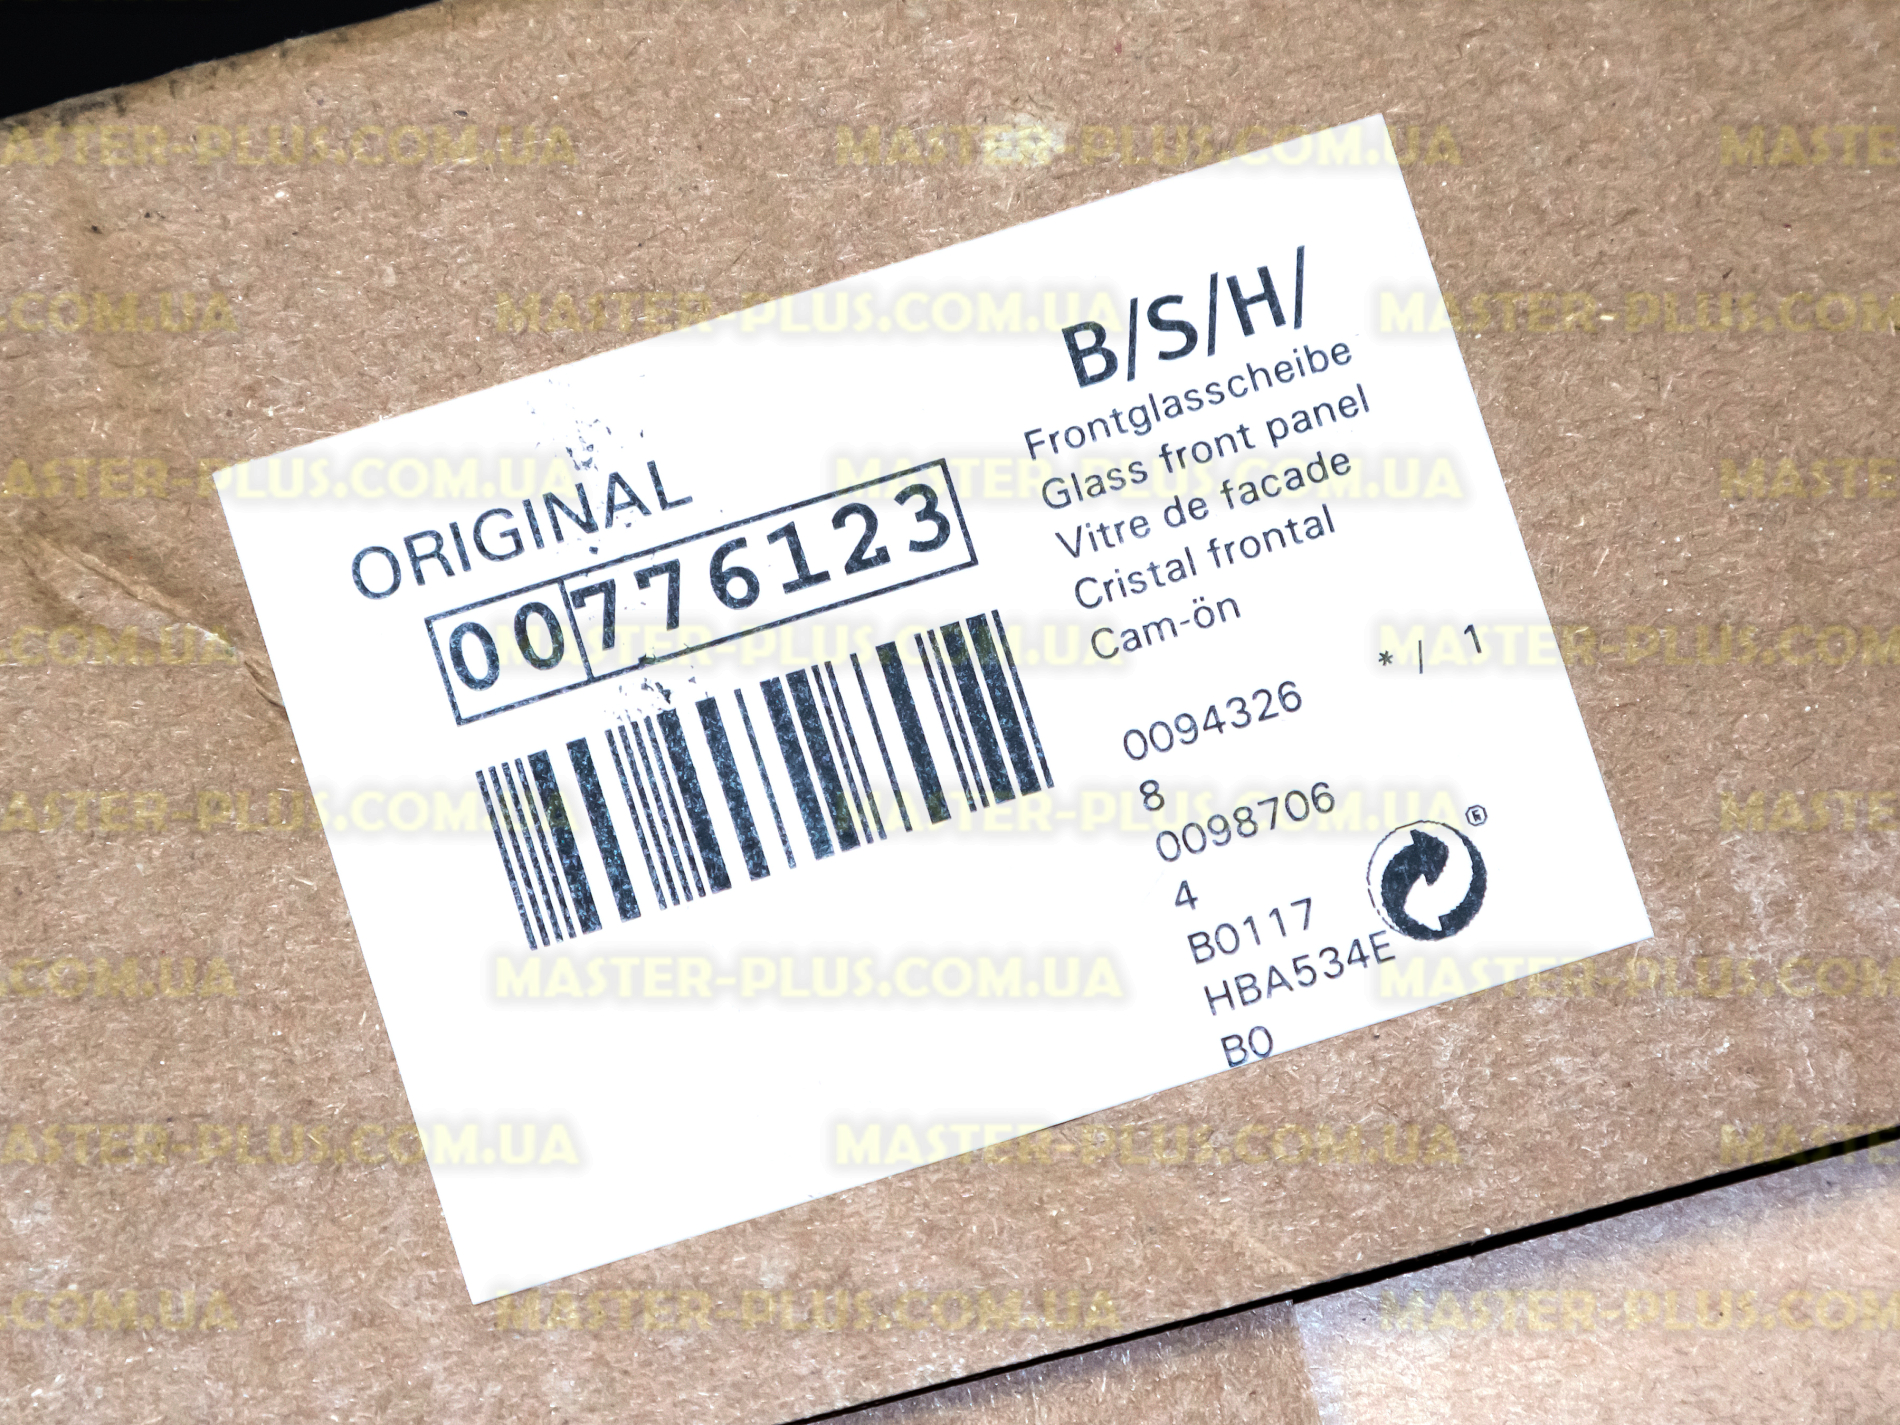 ORIGINAL
00776123
B/S/H/
Frontglasscheibe
Glass front panel
Vitre de facade
Cristal frontal
Cam-ön
* / 1
0094326
8
0098706
4
B0117
HBA534E
B0
MASTER-PLUS.COM.UA